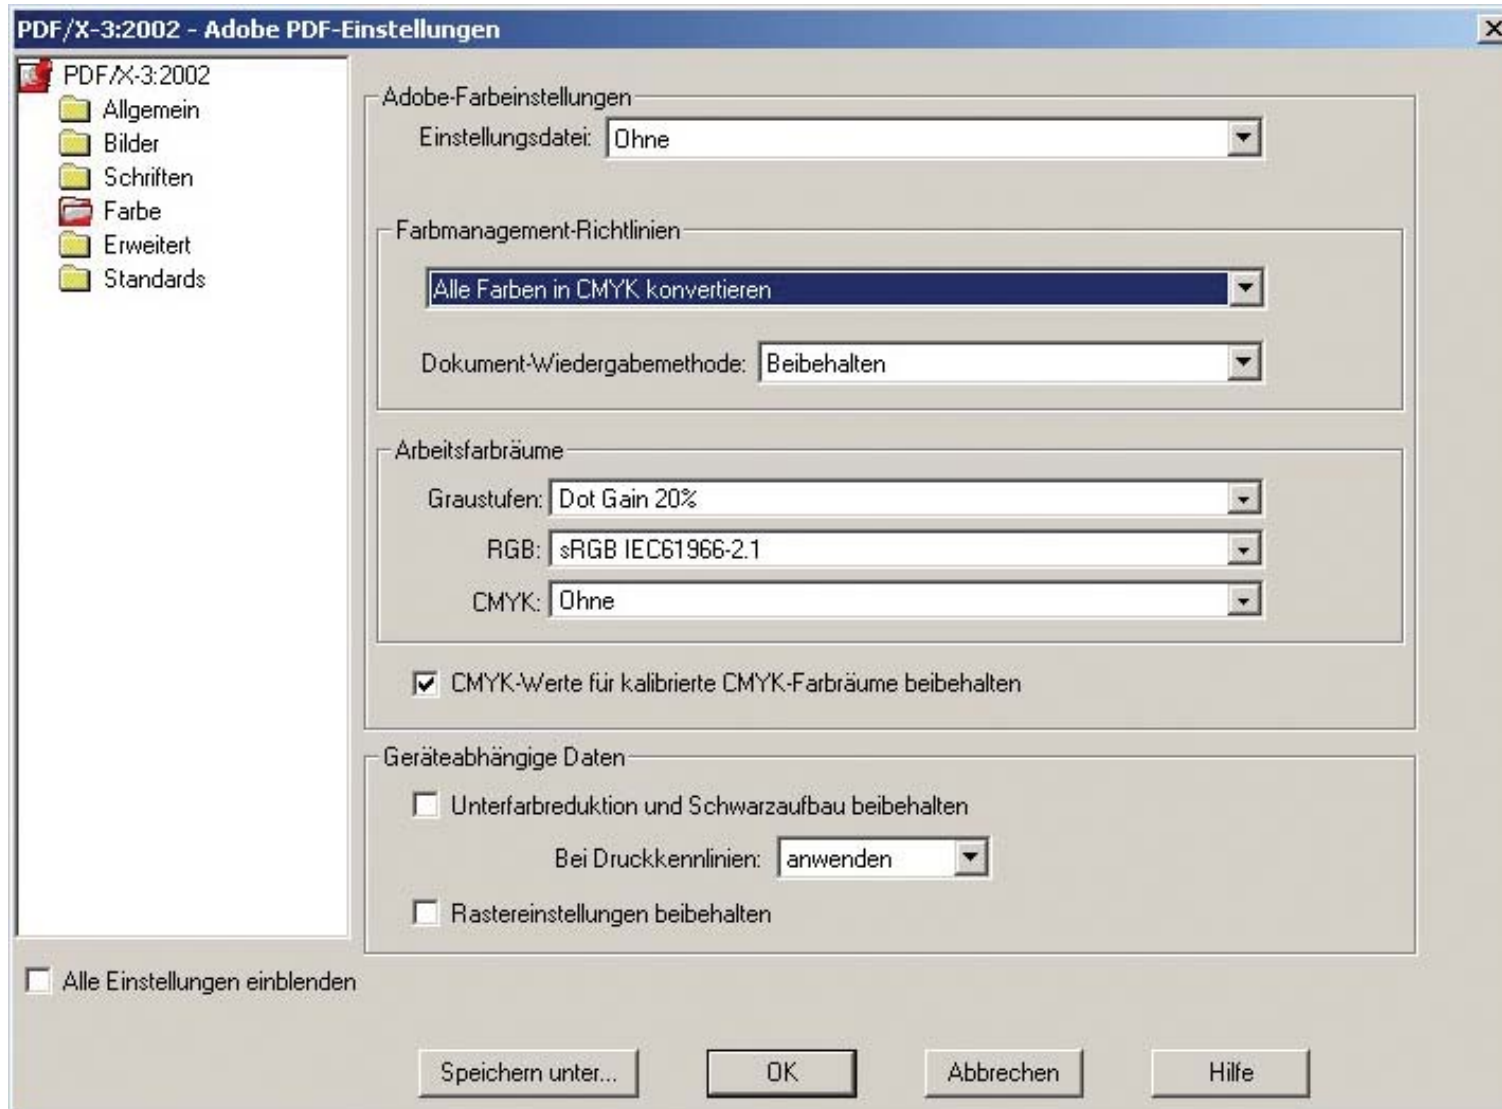 PDF/X-3:2002 - Adobe PDF-Einstellungen
PDF/X-3:2002
Allgemein
Bilder
Schriften
Farbe
Erweitert
Standards
Adobe-Farbeinstellungen
Einstellungsdatei: Ohne
Farbmanagement-Richtlinien
Alle Farben in CMYK konvertieren
Dokument-Wiedergabemethode: Beibehalten
Arbeitsfarbräume
Graustufen: Dot Gain 20%
RGB: sRGB IEC61966-2.1
CMYK: Ohne
CMYK-Werte für kalibrierte CMYK-Farbräume beibehalten
Geräteabhängige Daten
Unterfarbreduktion und Schwarzaufbau beibehalten
Bei Druckkennlinien: anwenden
Rastereinstellungen beibehalten
Alle Einstellungen einblenden
Speichern unter... OK Abbrechen Hilfe